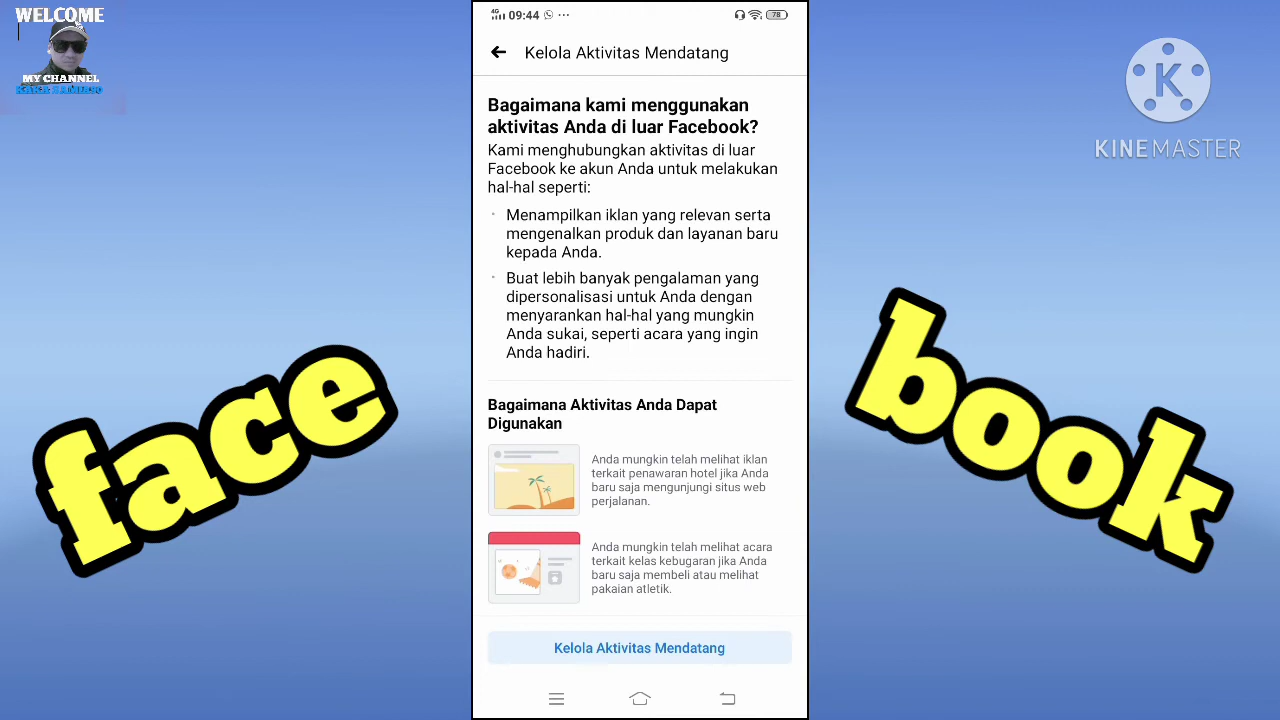 WELCOME
MY CHANNEL
4G 09:44
78
Kelola Aktivitas Mendatang
Bagaimana kami menggunakan
aktivitas Anda di luar Facebook?
Kami menghubungkan aktivitas di luar
Facebook ke akun Anda untuk melakukan
hal-hal seperti:
Menampilkan iklan yang relevan serta
mengenalkan produk dan layanan baru
kepada Anda.
Buat lebih banyak pengalaman yang
dipersonalisasi untuk Anda dengan
menyarankan hal-hal yang mungkin
Anda sukai, seperti acara yang ingin
Anda hadiri.
Bagaimana Aktivitas Anda Dapat
Digunakan
Anda mungkin telah melihat iklan
terkait penawaran hotel jika Anda
baru saja mengunjungi situs web
perjalanan.
Anda mungkin telah melihat acara
terkait kelas kebugaran jika Anda
baru saja membeli atau melihat
pakaian atletik.
Kelola Aktivitas Mendatang
face
book
K
KINEMASTER